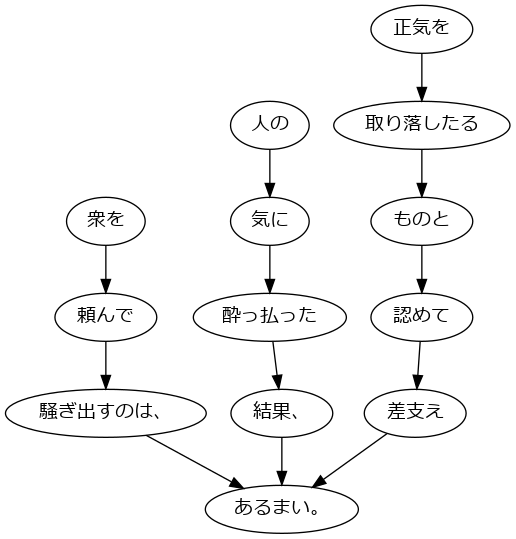 正気を
人の
取り落したる
衆を
気に
ものと
頼んで
酔っ払った
認めて
騒ぎ出すのは、
結果、
差支え
あるまい。